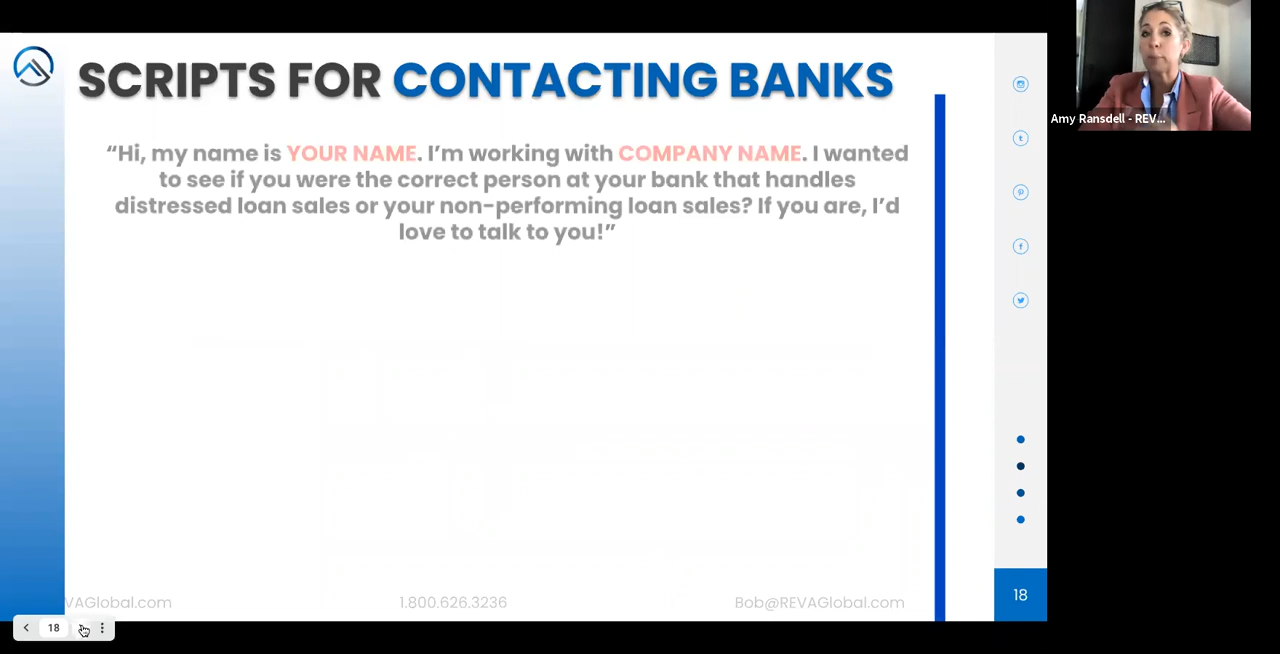 SCRIPTS FOR CONTACTING BANKS
“Hi, my name is YOUR NAME. I’m working with COMPANY NAME. I wanted
to see if you were the correct person at your bank that handles
distressed loan sales or your non-performing loan sales? If you are, I’d
love to talk to you!”
Amy Ransdell - REV...
VAGlobal.com
1.800.626.3236
Bob@REVAGlobal.com
18
18